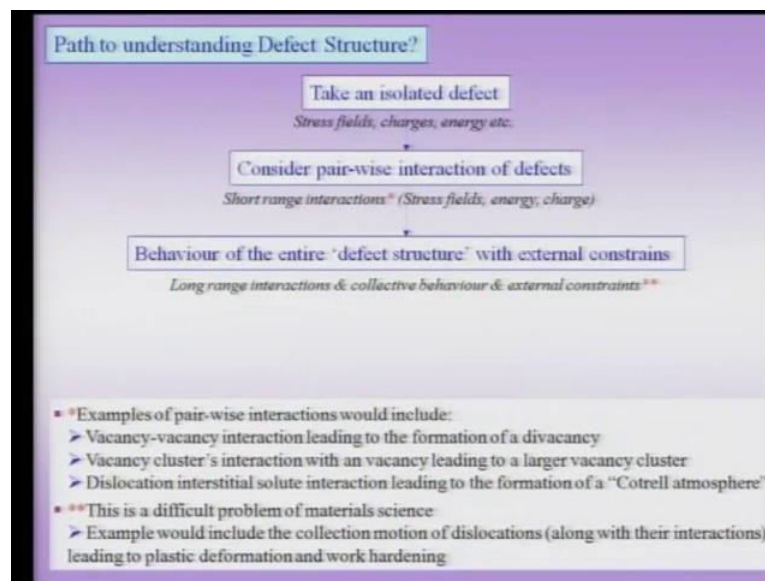 Path to understanding Defect Structure?
Take an isolated defect
Stress fields, charges, energy etc.
Consider pair-wise interaction of defects
Short range interactions* (Stress fields, energy, charge)
Behaviour of the entire ‘defect structure’ with external constrains
Long range interactions & collective behaviour & external constraints**
▪ *Examples of pair-wise interactions would include:
➤ Vacancy-vacancy interaction leading to the formation of a divacancy
➤ Vacancy cluster’s interaction with an vacancy leading to a larger vacancy cluster
➤ Dislocation interstitial solute interaction leading to the formation of a “Cotrell atmosphere”
▪ **This is a difficult problem of materials science
➤ Example would include the collection motion of dislocations (along with their interactions)
leading to plastic deformation and work hardening